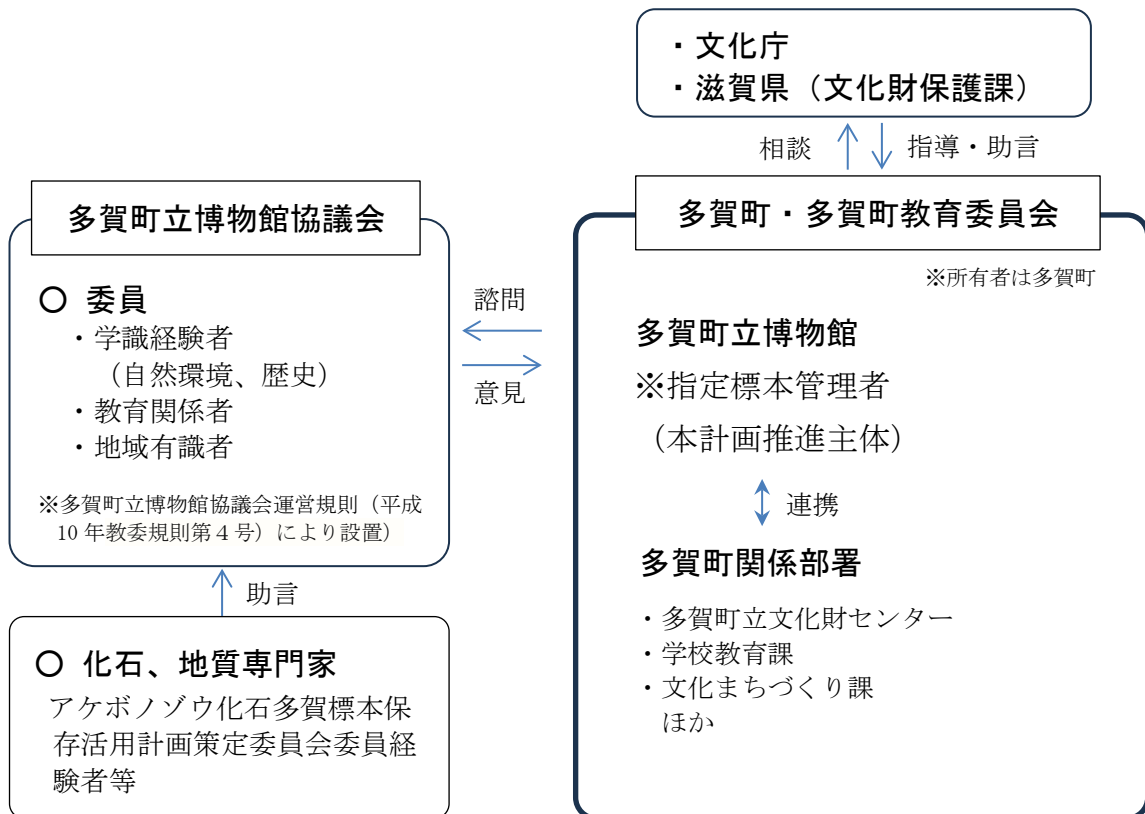 ・文化庁
・滋賀県（文化財保護課）
相談
指導・助言
多賀町立博物館協議会
〇 委員
・学識経験者
（自然環境、歴史）
・教育関係者
・地域有識者
※多賀町立博物館協議会運営規則（平成
10 年教委規則第４号）により設置）
諮問
意見
助言
〇 化石、地質専門家
アケボノゾウ化石多賀標本保
存活用計画策定委員会委員経
験者等
多賀町・多賀町教育委員会
※所有者は多賀町
多賀町立博物館
※指定標本管理者
（本計画推進主体）
連携
多賀町関係部署
・多賀町立文化財センター
・学校教育課
・文化まちづくり課
ほか